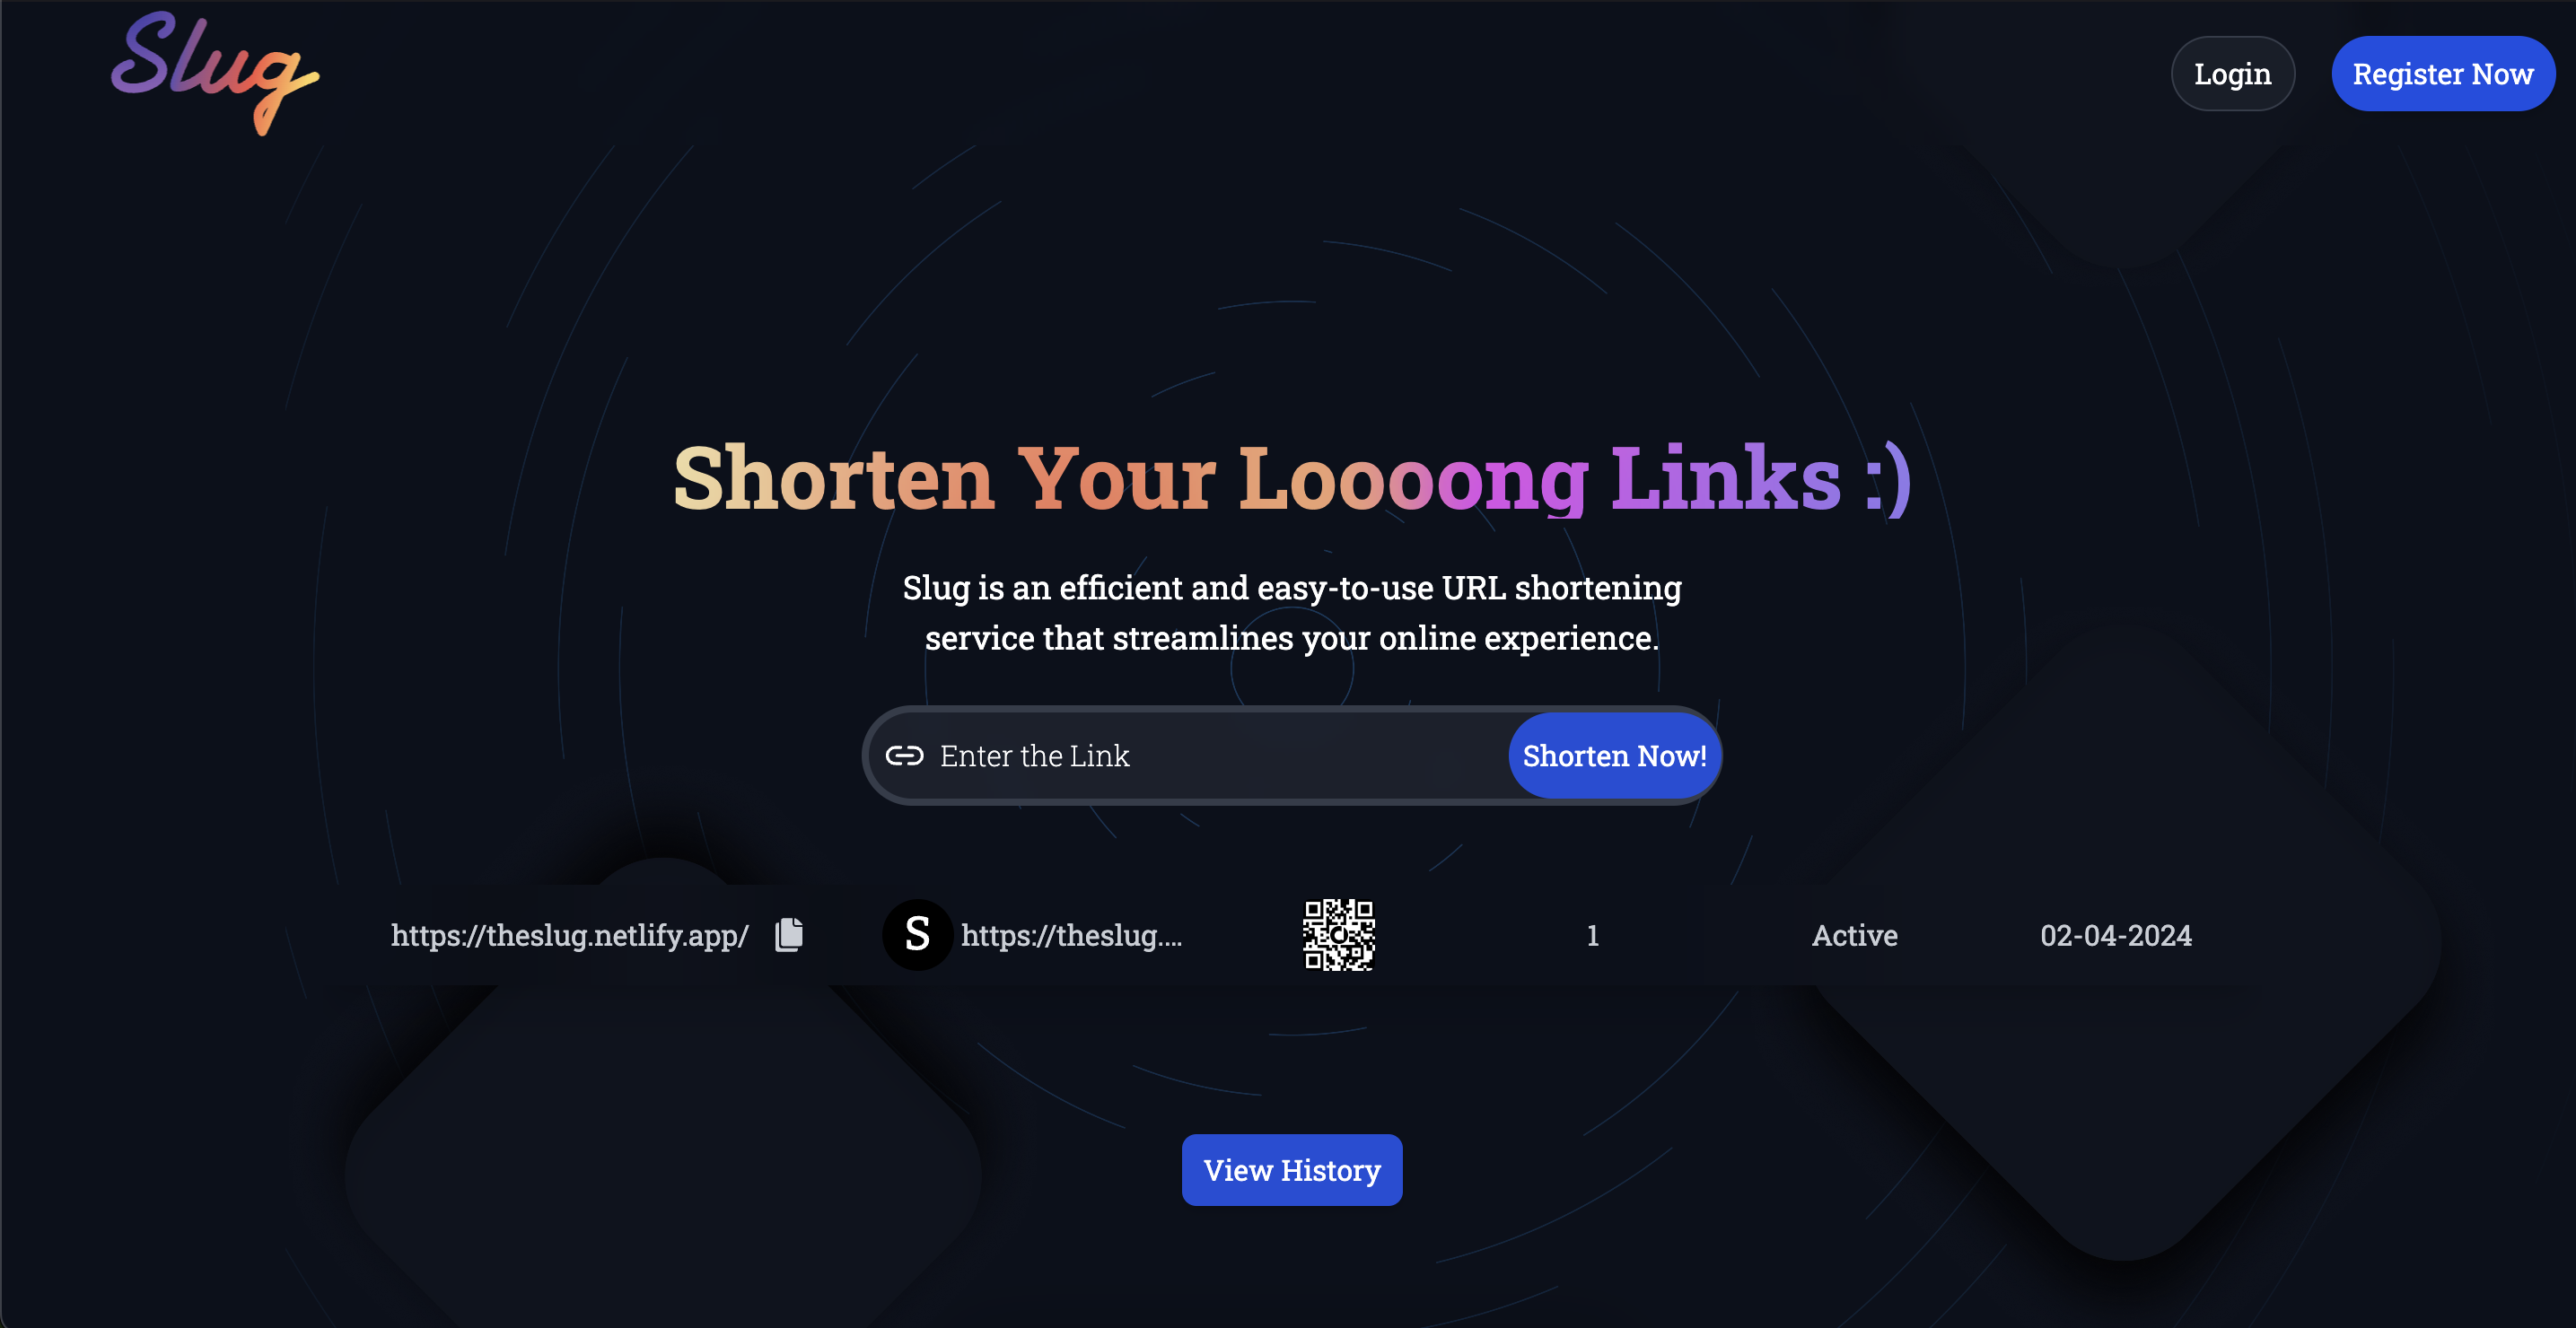 Slug
Login
Register Now
Shorten Your Loooong Links :)
Slug is an efficient and easy-to-use URL shortening
service that streamlines your online experience.
Enter the Link
Shorten Now!
https://theslug.netlify.app/ S https://theslug.... 1 Active 02-04-2024
View History